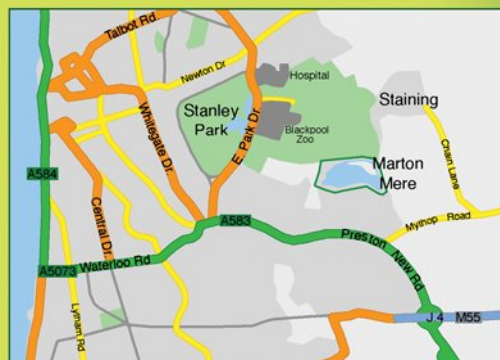 Talbot Rd.
Newton Dr
Hospital
Staining
Stanley
Park
Whitegate Dr.
E. Park Dr.
Blackpool
Zoo
Chain Lane
Marton
Mere
A584
Central Dr.
A583
Mythop Road
Preston New Rd
A5073
Waterloo Rd
Lytham Rd
J.4 M55